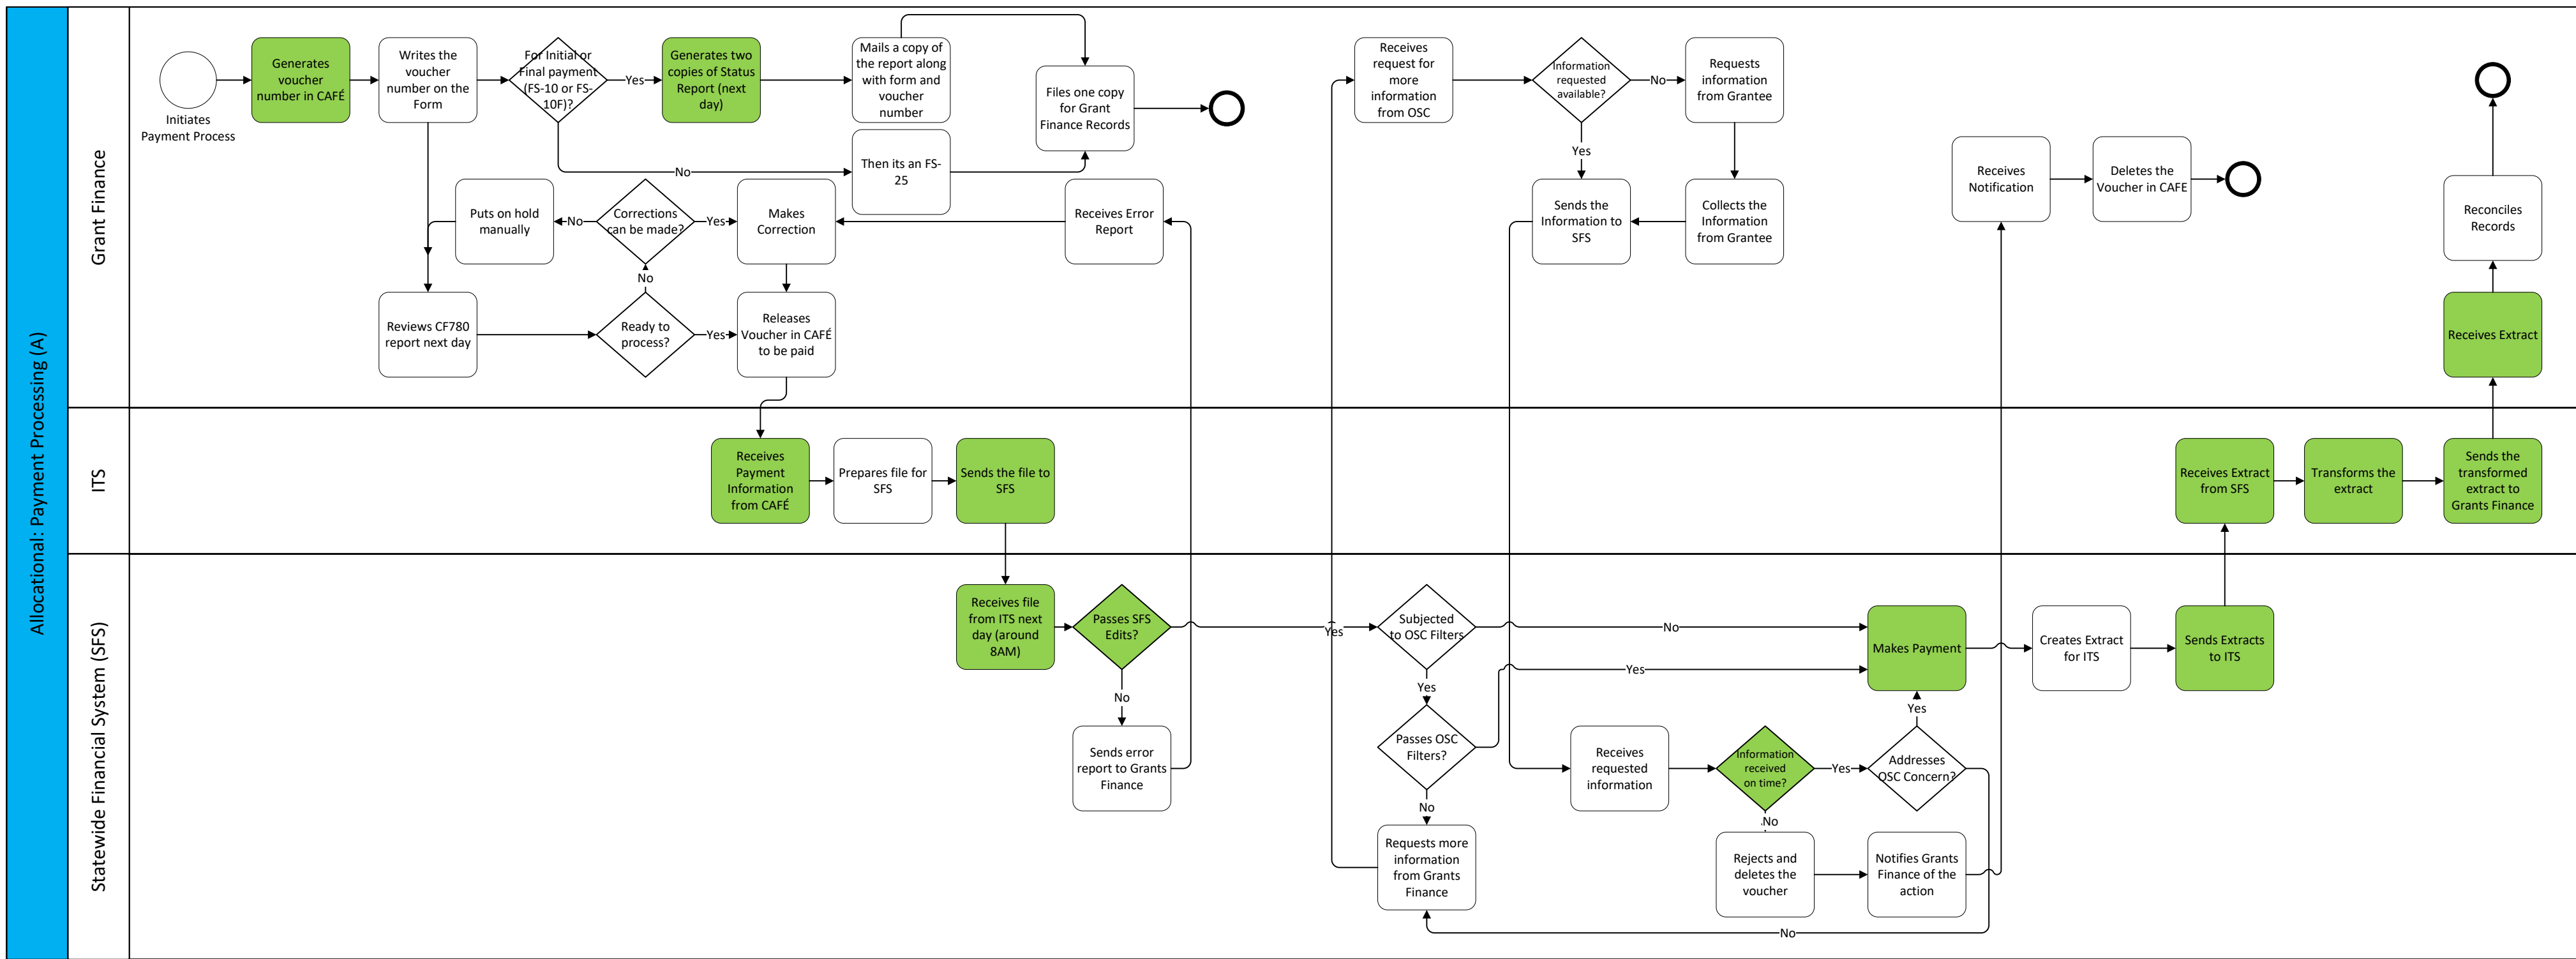 Allocational: Payment Processing (A)
Grant Finance
Initiates
Payment Process
Generates
voucher
number in CAFÉ
Writes the
voucher
number on the
Form
For Initial or
Final payment
(FS-10 or FS-
10F)?
Yes
No
Generates two
copies of Status
Report (next
day)
Mails a copy of
the report along
with form and
voucher
number
Then its an FS-
25
Files one copy
for Grant
Finance Records
Puts on hold
manually
No
Corrections
can be made?
Yes
Makes
Correction
Receives Error
Report
No
Reviews CF780
report next day
Ready to
process?
Yes
Releases
Voucher in CAFÉ
to be paid
Receives
request for
more
information
from OSC
Information
requested
available?
No
Yes
Requests
information
from Grantee
Sends the
Information to
SFS
Collects the
Information
from Grantee
Receives
Notification
Deletes the
Voucher in CAFE
Reconciles
Records
Receives Extract
ITS
Receives
Payment
Information
from CAFÉ
Prepares file for
SFS
Sends the file to
SFS
Receives Extract
from SFS
Transforms the
extract
Sends the
transformed
extract to
Grants Finance
Statewide Financial System (SFS)
Receives file
from ITS next
day (around
8AM)
Passes SFS
Edits?
Yes
No
Sends error
report to Grants
Finance
Subjected
to OSC Filters
No
Yes
Passes OSC
Filters?
Yes
No
Requests more
information
from Grants
Finance
Receives
requested
information
Information
received
on time?
Yes
No
Addresses
OSC Concern?
Yes
No
Rejects and
deletes the
voucher
Notifies Grants
Finance of the
action
Makes Payment
Creates Extract
for ITS
Sends Extracts
to ITS